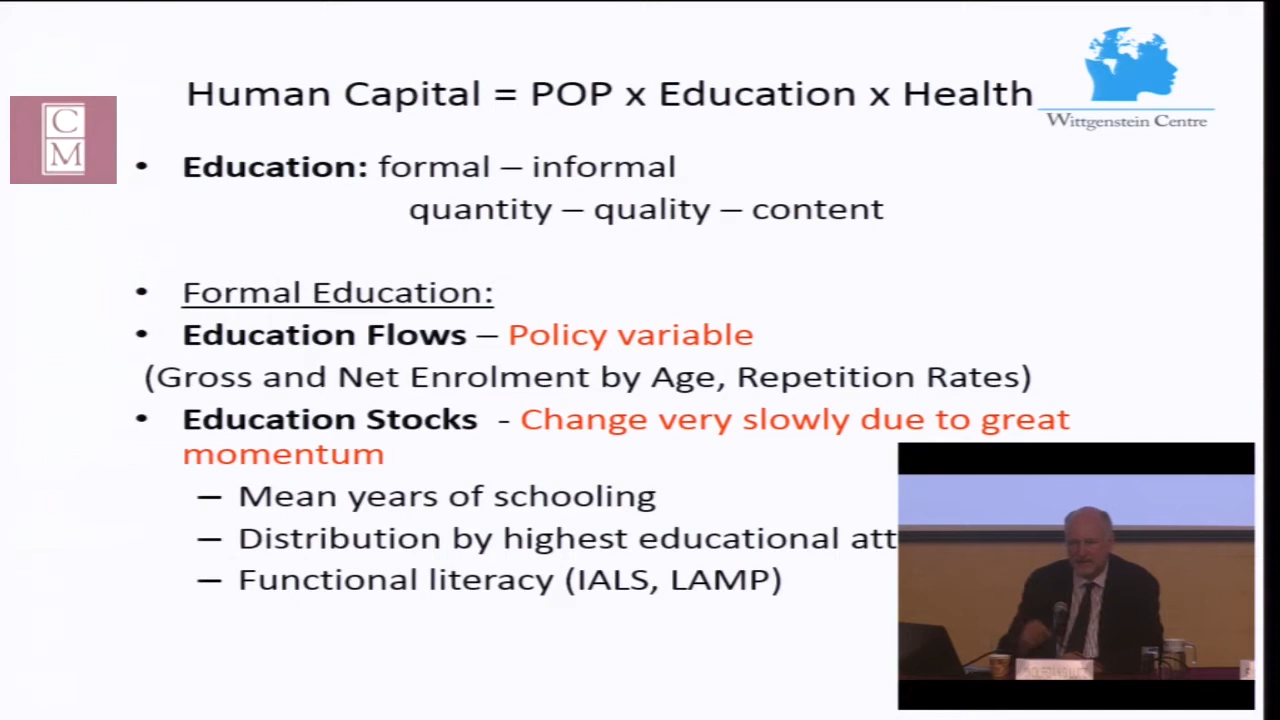 Human Capital = POP x Education x Health
Wittgenstein Centre
C
M
• Education: formal – informal
quantity – quality – content
• Formal Education:
• Education Flows – Policy variable
(Gross and Net Enrolment by Age, Repetition Rates)
• Education Stocks - Change very slowly due to great
momentum
– Mean years of schooling
– Distribution by highest educational att
– Functional literacy (IALS, LAMP)